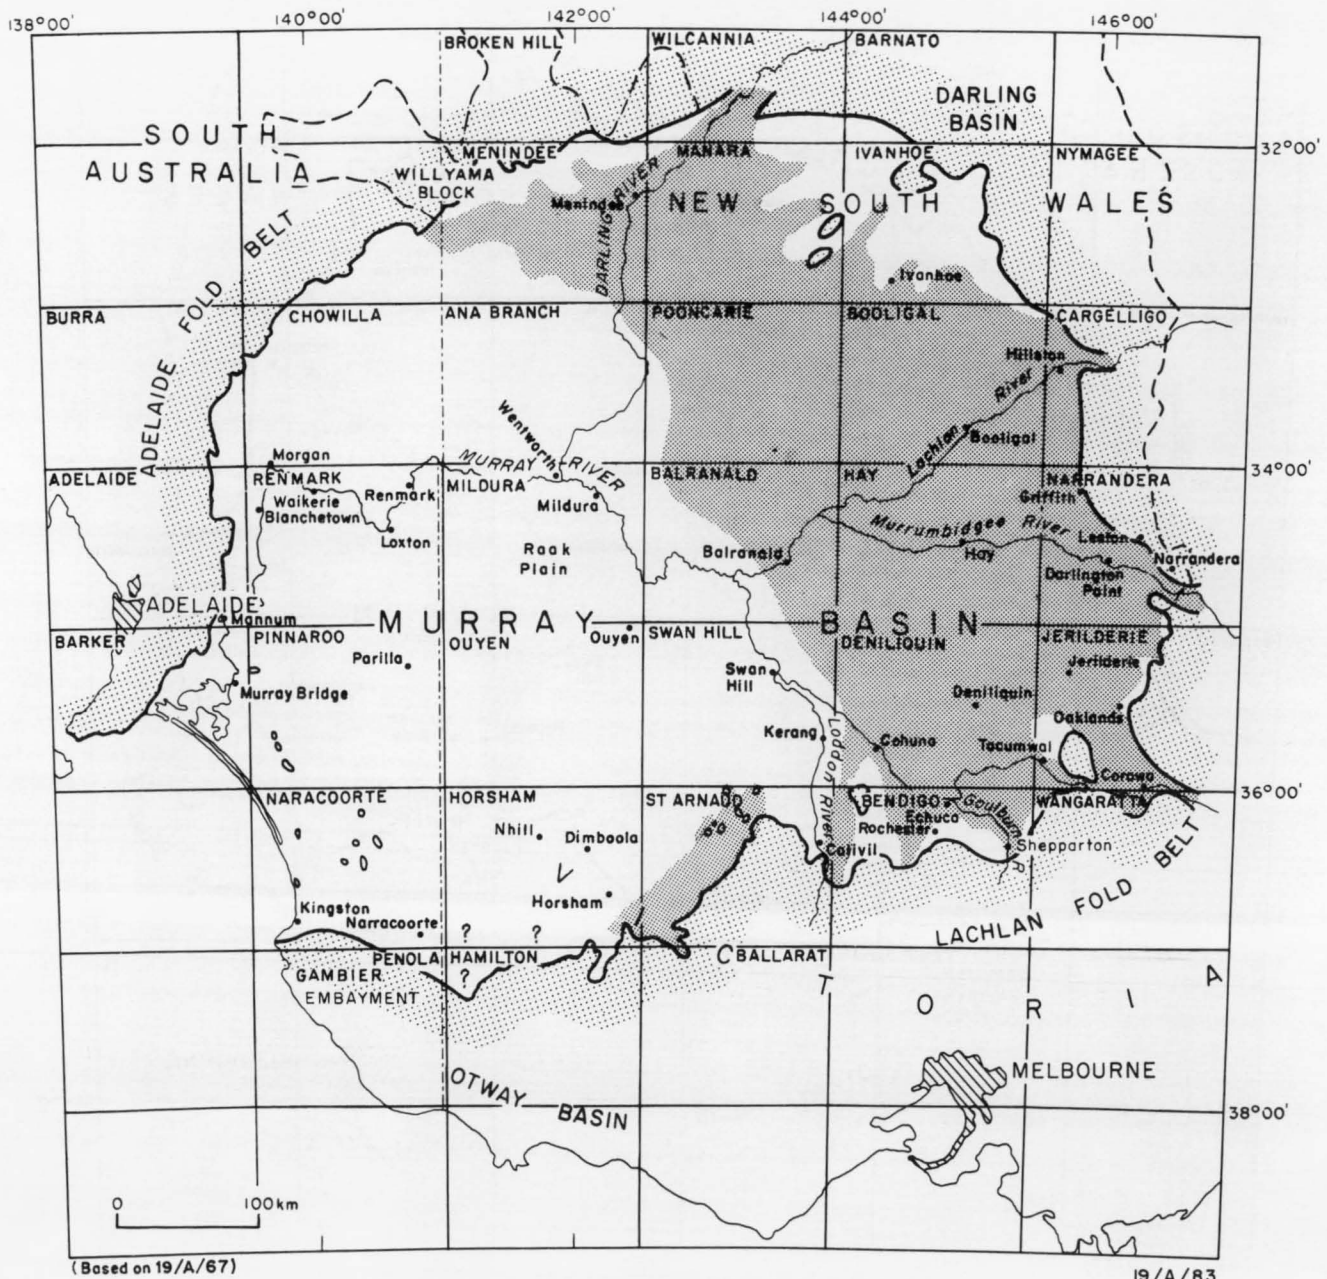 138°00' 140°00' 142°00' 144°00' 146°00'
BROKEN HILL WILCANNIA BARNATO
DARLING
BASIN
SOUTH
AUSTRALIA
32°00'
MENINDEE MANARA IVANHOE NYMAGEE
WILLYAMA
BLOCK
Menindee
DARLING RIVER
NEW SOUTH WALES
Ivanhoe
ADELAIDE FOLD BELT
BURRA CHOWILLA ANA BRANCH POONCARIE BOOLIGAL CARGELLIGO
Hillston
Lachlan River
Booligal
Wentworth
Morgan
MURRAY RIVER
34°00'
ADELAIDE RENMARK MILDURA BALRANALD HAY NARRANDERA
Waikerie
Renmark
Mildura
Griffith
Blanchetown
Loxton
Raak
Plain
Balranald
Murrumbidgee River
Hay
Leeton
Narrandera
Darlington
Point
ADELAIDE
Mannum
MURRAY BASIN
BARKER PINNAROO OUYEN SWAN HILL DENILIQUIN JERILDERIE
Ouyen
Parilla
Swan
Hill
Jerilderie
Murray Bridge
Deniliquin
Oaklands
Kerang
Loddon River
Cohuna
Tocumwal
Corowa
36°00'
NARACOORTE HORSHAM ST ARNAUD BENDIGO WANGARATTA
Goulburn R
Echuca
Nhill
Dimboola
Rochester
Calivil
Shepparton
V I C T O R I A
Horsham
Kingston
Narracoorte
? ?
?
LACHLAN FOLD BELT
PENOLA HAMILTON BALLARAT
GAMBIER
EMBAYMENT
MELBOURNE
OTWAY BASIN
38°00'
0 100km
(Based on 19/A/67)
19/A/83